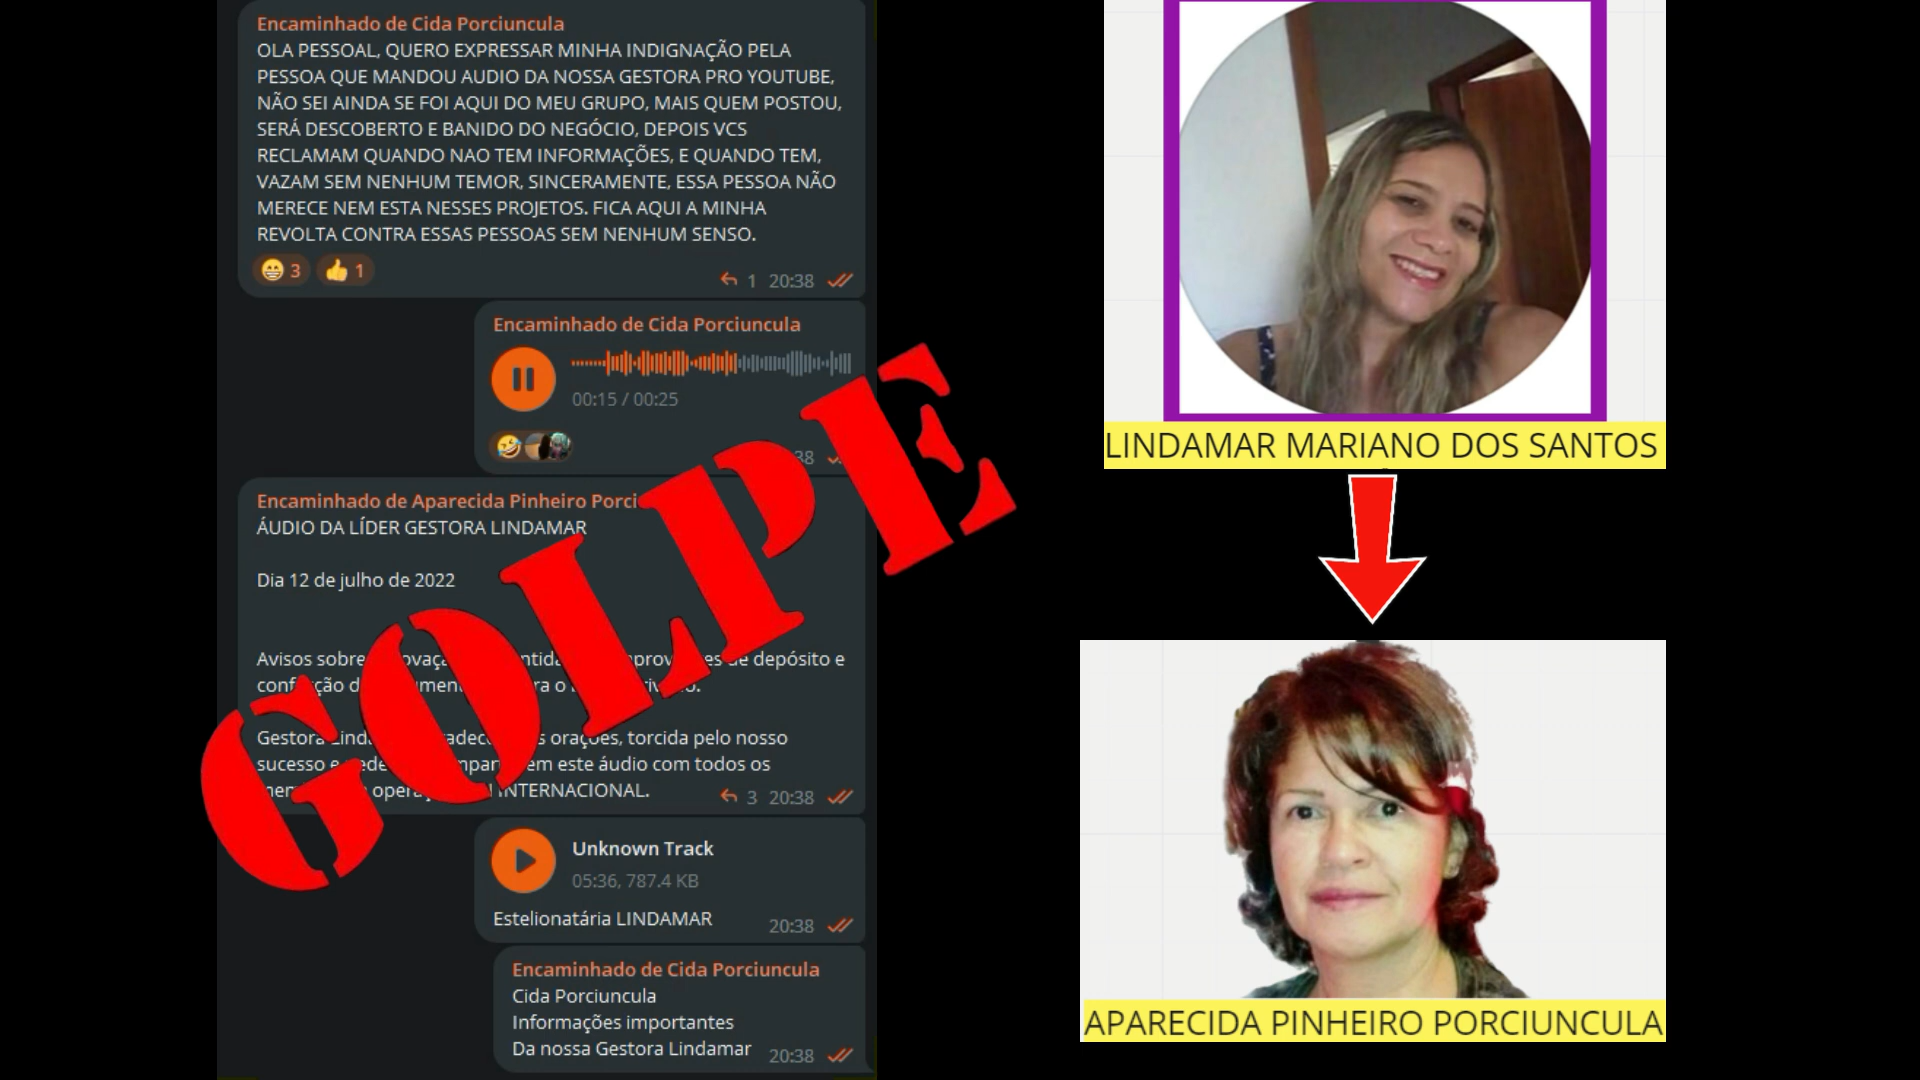 Encaminhado de Cida Porciuncula
OLA PESSOAL, QUERO EXPRESSAR MINHA INDIGNAÇÃO PELA
PESSOA QUE MANDOU AUDIO DA NOSSA GESTORA PRO YOUTUBE,
NÃO SEI AINDA SE FOI AQUI DO MEU GRUPO, MAIS QUEM POSTOU,
SERÁ DESCOBERTO E BANIDO DO NEGÓCIO, DEPOIS VCS
RECLAMAM QUANDO NAO TEM INFORMAÇÕES, E QUANDO TEM,
VAZAM SEM NENHUM TEMOR, SINCERAMENTE, ESSA PESSOA NÃO
MERECE NEM ESTA NESSES PROJETOS. FICA AQUI A MINHA
REVOLTA CONTRA ESSAS PESSOAS SEM NENHUM SENSO.
3 1
1 20:38
Encaminhado de Cida Porciuncula
00:15 / 00:25
38
Encaminhado de Aparecida Pinheiro Porci
ÁUDIO DA LÍDER GESTORA LINDAMAR
Dia 12 de julho de 2022
Avisos sobre de depósito e
Gestora orações, torcida pelo nosso
sucesso e este áudio com todos os
INTERNACIONAL.
3 20:38
Unknown Track
05:36, 787.4 KB
Estelionatária LINDAMAR
20:38
Encaminhado de Cida Porciuncula
Cida Porciuncula
Informações importantes
Da nossa Gestora Lindamar
20:38
GOLPE
LINDAMAR MARIANO DOS SANTOS
APARECIDA PINHEIRO PORCIUNCULA